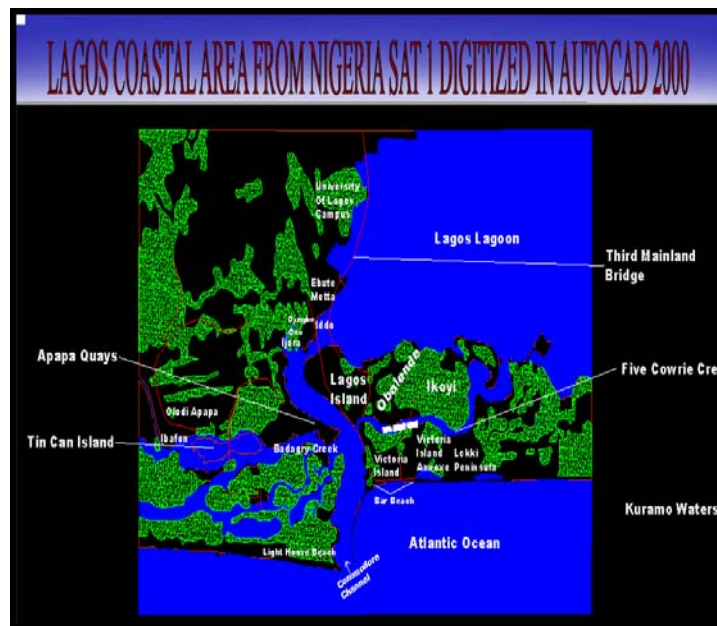 LAGOS COASTAL AREA FROM NIGERIA SAT 1 DIGITIZED IN AUTOCAD 2000
University
Of Lagos
Campus
Lagos Lagoon
Third Mainland
Bridge
Ebute
Metta
Iddo
Ijora
Apapa Quays
Lagos
Island
Obalende
Ikoyi
Five Cowrie Cre
Olodi Apapa
Tin Can Island
Ibafon
Badagry Creek
Victoria
Island
Victoria
Island
Annexe
Lekki
Peninsula
Bar Beach
Kuramo Waters
Atlantic Ocean
Light House Beach
Commodore
Channel